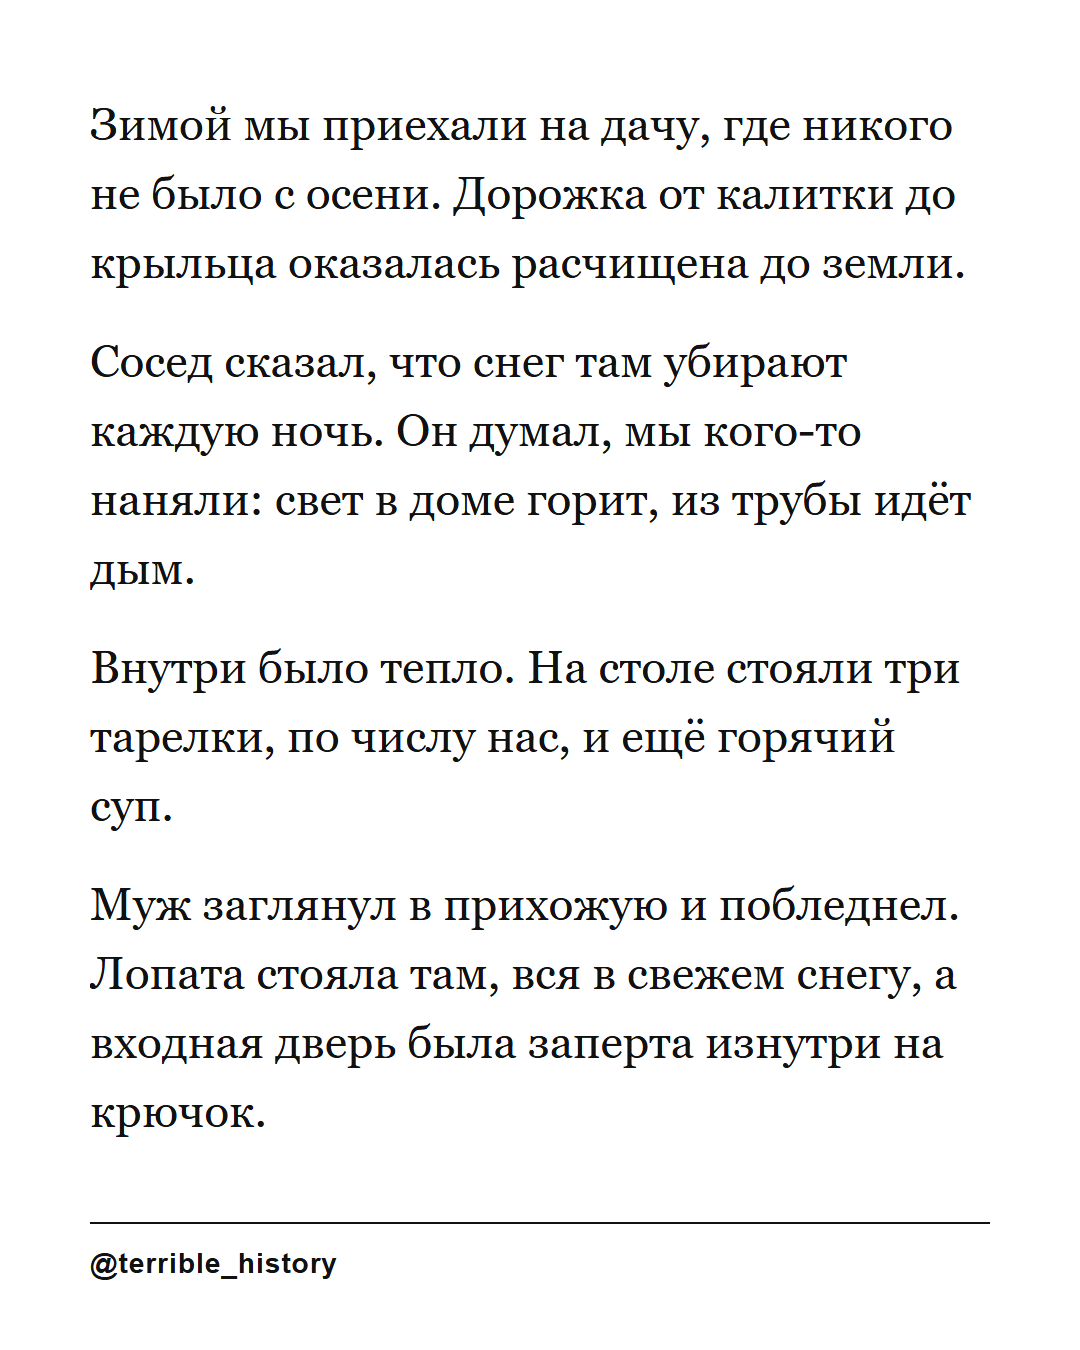 Зимой мы приехали на дачу, где никого
не было с осени. Дорожка от калитки до
крыльца оказалась расчищена до земли.
Сосед сказал, что снег там убирают
каждую ночь. Он думал, мы кого-то
наняли: свет в доме горит, из трубы идёт
дым.
Внутри было тепло. На столе стояли три
тарелки, по числу нас, и ещё горячий
суп.
Муж заглянул в прихожую и побледнел.
Лопата стояла там, вся в свежем снегу, а
входная дверь была заперта изнутри на
крючок.
@terrible_history